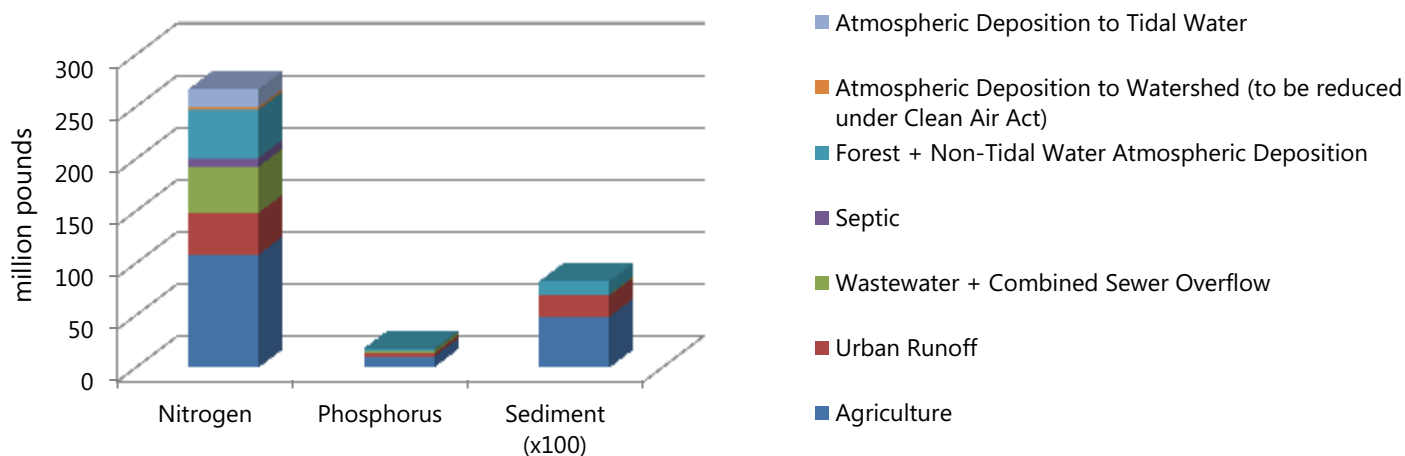 300
250
200
150
100
50
0
million pounds
Nitrogen
Phosphorus
Sediment
(x100)
Atmospheric Deposition to Tidal Water
Atmospheric Deposition to Watershed (to be reduced
under Clean Air Act)
Forest + Non-Tidal Water Atmospheric Deposition
Septic
Wastewater + Combined Sewer Overflow
Urban Runoff
Agriculture